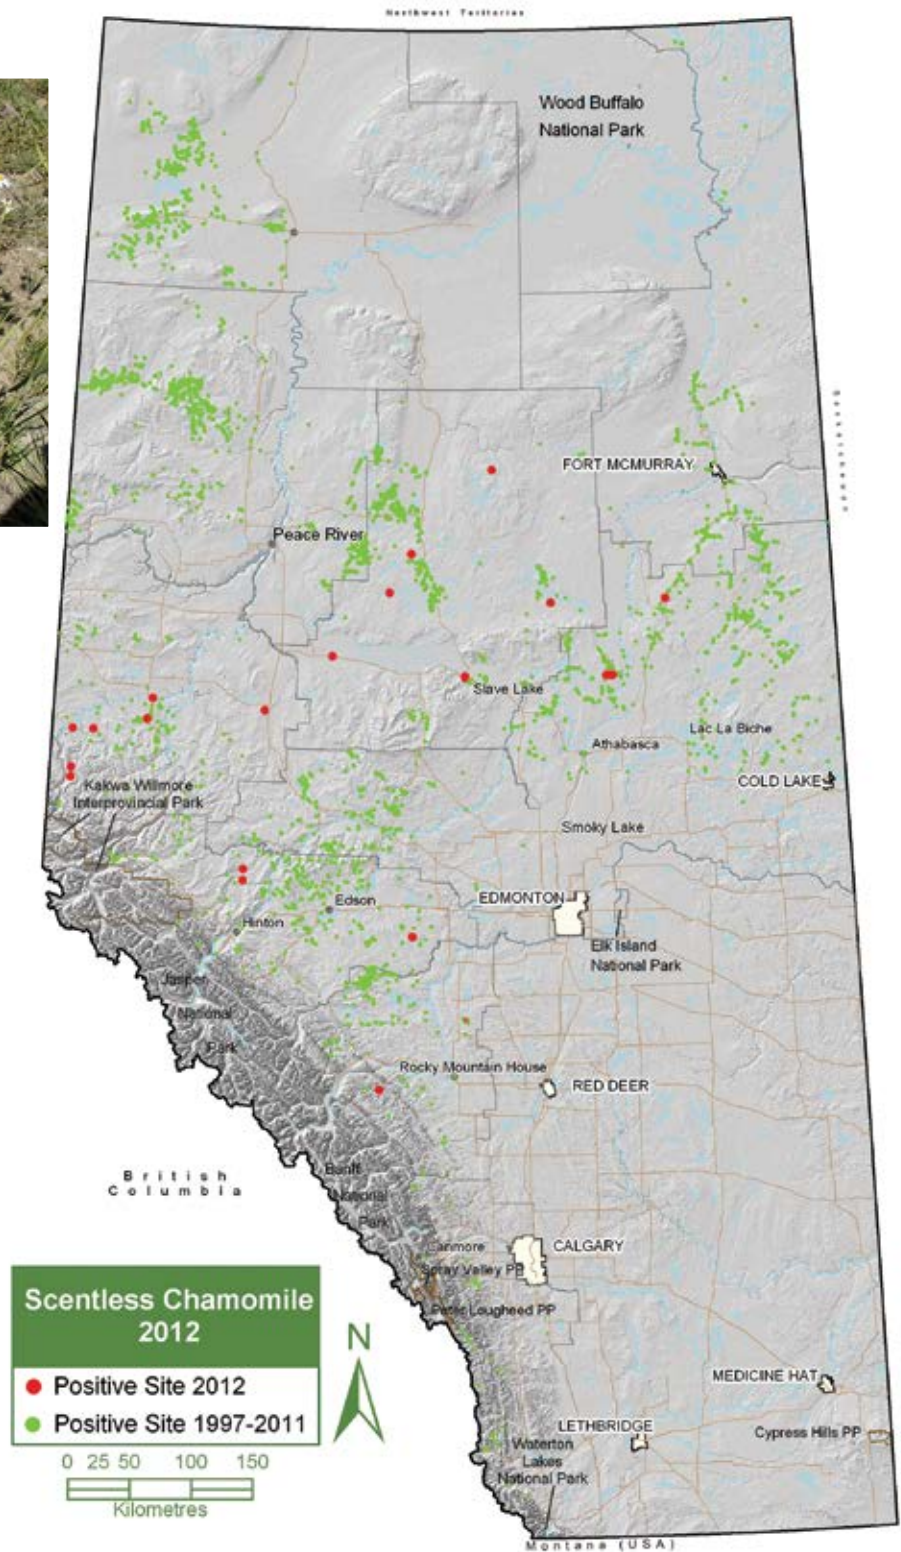 Northwest Territories
Wood Buffalo
National Park
Saskatchewan
FORT MCMURRAY
Peace River
Slave Lake
Lac La Biche
Athabasca
COLD LAKE
Kakwa Willmore
Interprovincial Park
Smoky Lake
EDMONTON
Edson
Hinton
Elk Island
National Park
Jasper
National
Park
Rocky Mountain House
RED DEER
British
Columbia
Banff
National
Park
Canmore
CALGARY
Spray Valley PP
Peter Lougheed PP
Scentless Chamomile
2012
N
Positive Site 2012
Positive Site 1997-2011
0 25 50 100 150
Kilometres
MEDICINE HAT
LETHBRIDGE
Cypress Hills PP
Waterton
Lakes
National Park
Montana (USA)